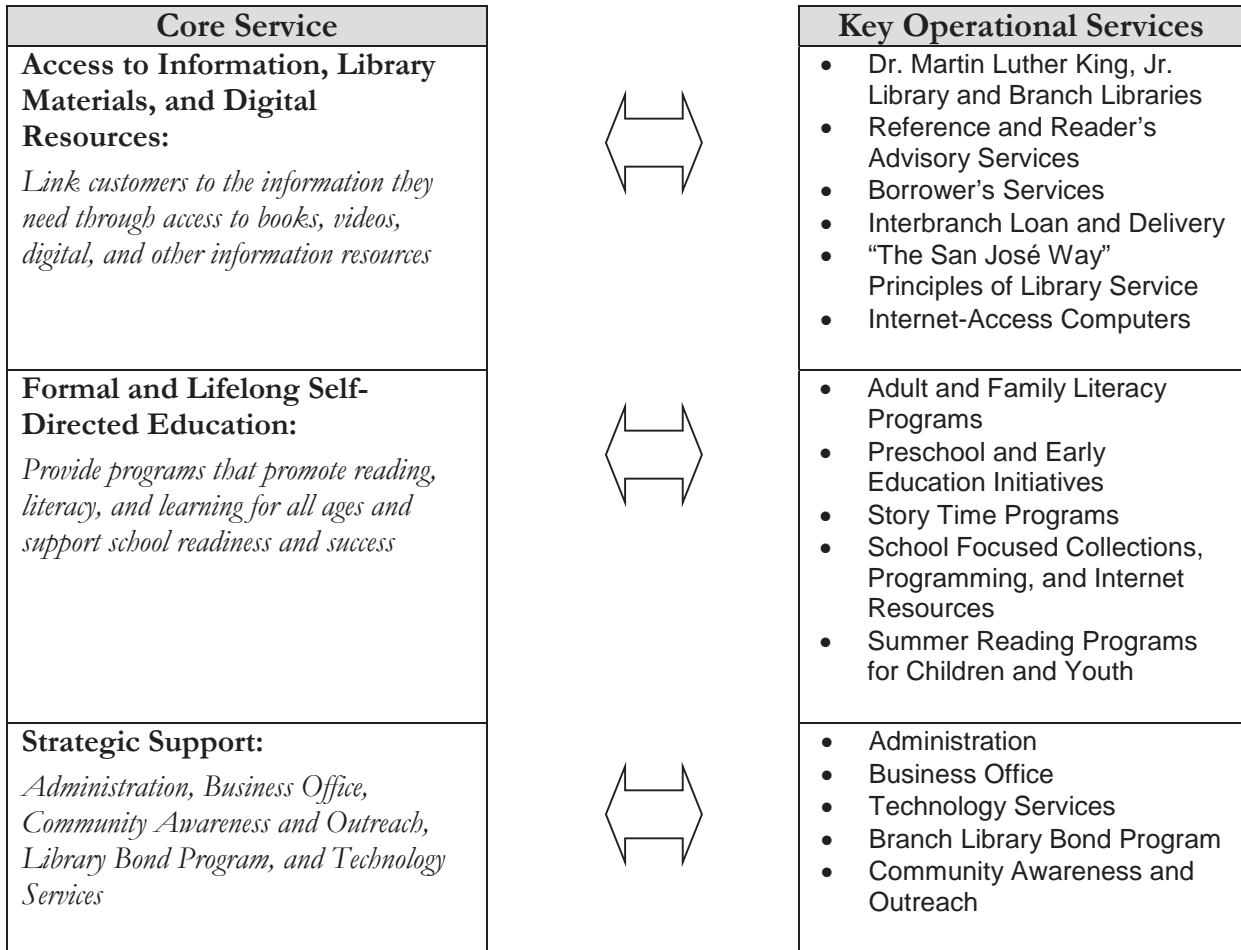 Core Service
Access to Information, Library
Materials, and Digital
Resources:
Link customers to the information they
need through access to books, videos,
digital, and other information resources
Key Operational Services
• Dr. Martin Luther King, Jr.
Library and Branch Libraries
• Reference and Reader’s
Advisory Services
• Borrower’s Services
• Interbranch Loan and Delivery
• “The San José Way”
Principles of Library Service
• Internet-Access Computers
Formal and Lifelong Self-
Directed Education:
Provide programs that promote reading,
literacy, and learning for all ages and
support school readiness and success
• Adult and Family Literacy
Programs
• Preschool and Early
Education Initiatives
• Story Time Programs
• School Focused Collections,
Programming, and Internet
Resources
• Summer Reading Programs
for Children and Youth
Strategic Support:
Administration, Business Office,
Community Awareness and Outreach,
Library Bond Program, and Technology
Services
• Administration
• Business Office
• Technology Services
• Branch Library Bond Program
• Community Awareness and
Outreach